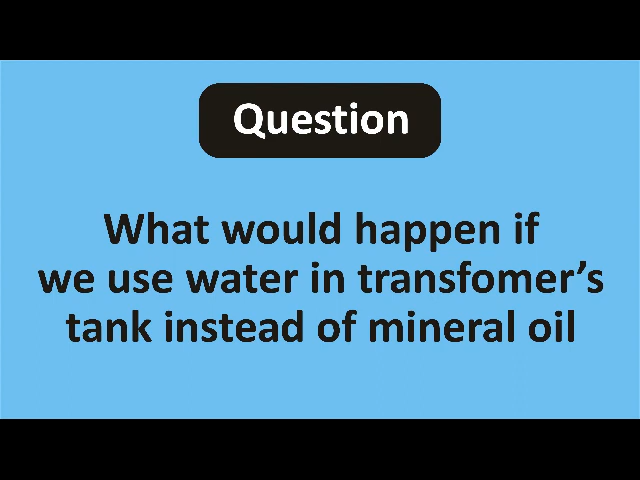 Question
What would happen if
we use water in transfomer’s
tank instead of mineral oil